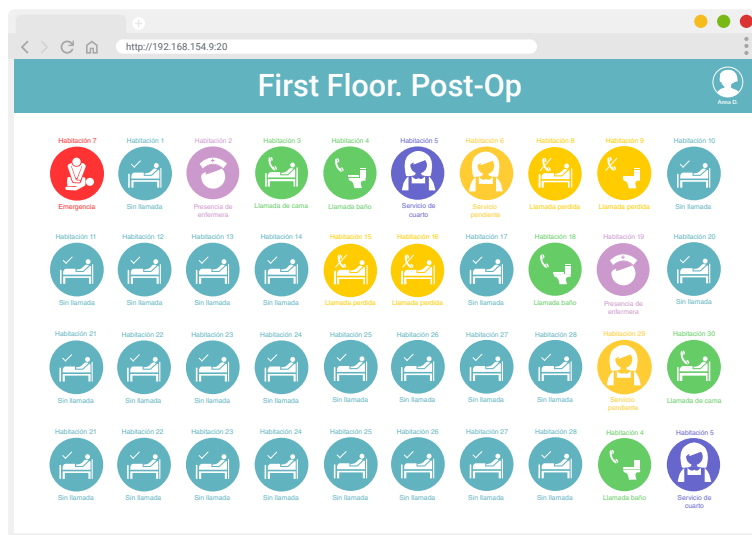 http://192.168.154.9:20
First Floor. Post-Op
Anna D.
Habitación 7
Habitación 1
Habitación 2
Habitación 3
Habitación 4
Habitación 5
Habitación 6
Habitación 8
Habitación 9
Habitación 10
Emergencia
Sin llamada
Presencia de
enfermera
Llamada de cama
Llamada baño
Servicio de
cuarto
Servicio
pendiente
Llamada perdida
Llamada perdida
Sin llamada
Habitación 11
Habitación 12
Habitación 13
Habitación 14
Habitación 15
Habitación 16
Habitación 17
Habitación 18
Habitación 19
Habitación 20
Sin llamada
Sin llamada
Sin llamada
Sin llamada
Llamada perdida
Llamada perdida
Sin llamada
Llamada baño
Presencia de
enfermera
Sin llamada
Habitación 21
Habitación 22
Habitación 23
Habitación 24
Habitación 25
Habitación 26
Habitación 27
Habitación 28
Habitación 29
Habitación 30
Sin llamada
Sin llamada
Sin llamada
Sin llamada
Sin llamada
Sin llamada
Sin llamada
Sin llamada
Servicio
pendiente
Llamada de cama
Habitación 21
Habitación 22
Habitación 23
Habitación 24
Habitación 25
Habitación 26
Habitación 27
Habitación 28
Habitación 4
Habitación 5
Sin llamada
Sin llamada
Sin llamada
Sin llamada
Sin llamada
Sin llamada
Sin llamada
Sin llamada
Llamada baño
Servicio de
cuarto